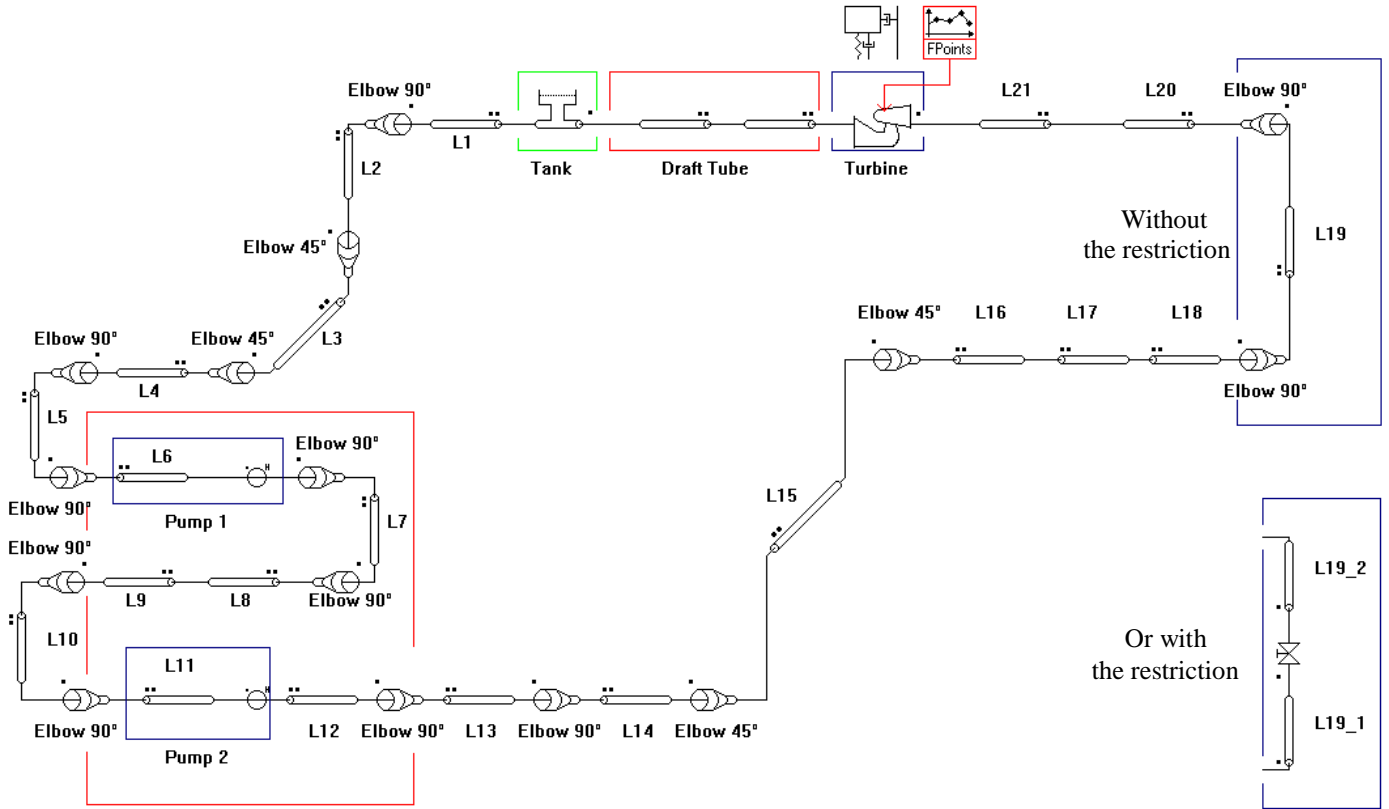 FPoints
Elbow 90°
L21
L20
Elbow 90°
L1
L2
Tank
Draft Tube
Turbine
Without
the restriction
L19
Elbow 45°
Elbow 90°
Elbow 45°
L3
L4
Elbow 45°
L16
L17
L18
Elbow 90°
L5
L6
Elbow 90°
Elbow 90°
Pump 1
L7
L15
Elbow 90°
L9
L8
Elbow 90°
L19_2
L10
L11
Or with
the restriction
Elbow 90°
L12
Elbow 90°
L13
Elbow 90°
L14
Elbow 45°
L19_1
Pump 2